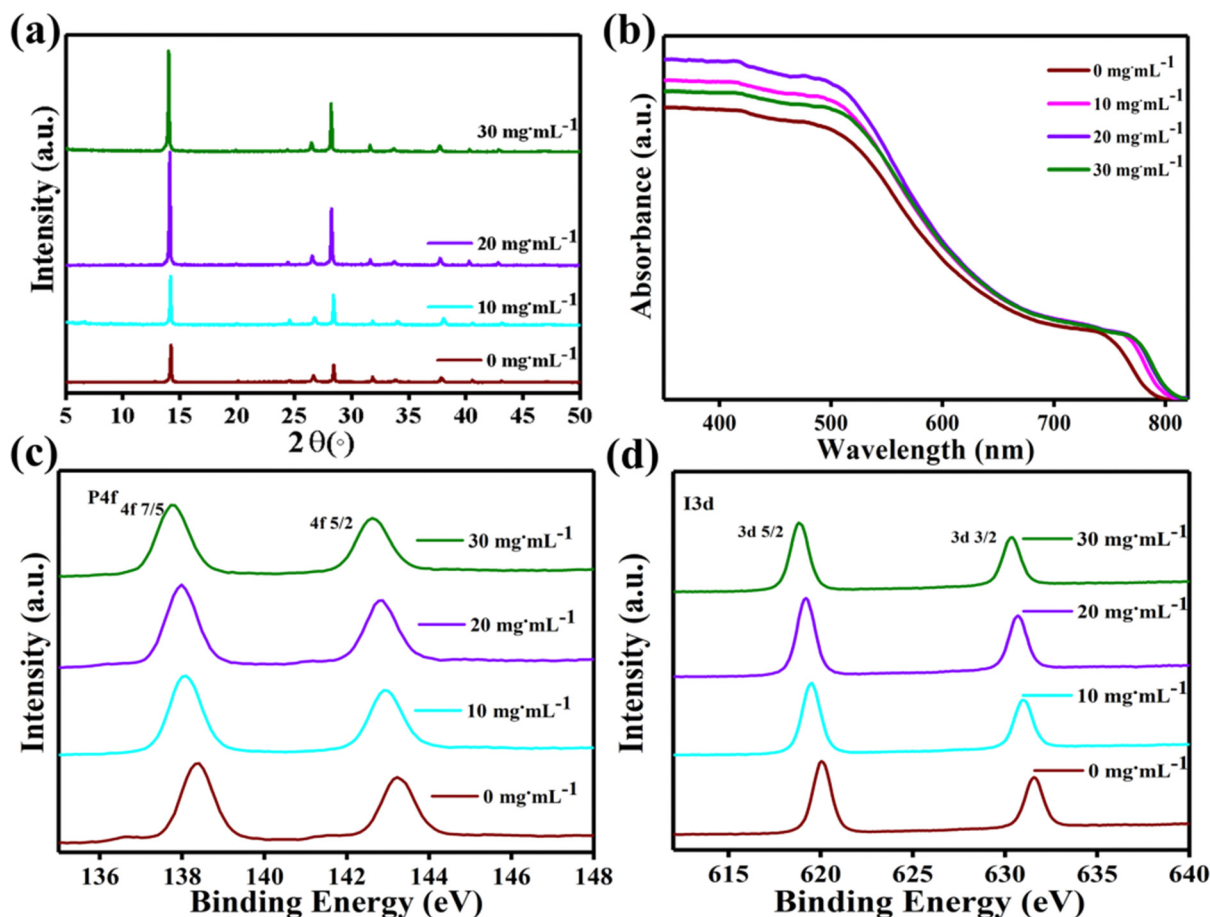 (a)
Intensity (a.u.)
30 mg·mL-1
20 mg·mL-1
10 mg·mL-1
0 mg·mL-1
5 10 15 20 25 30 35 40 45 50
2 θ(◦)
(b)
Absorbance (a.u.)
0 mg·mL-1
10 mg·mL-1
20 mg·mL-1
30 mg·mL-1
400 500 600 700 800
Wavelength (nm)
(c)
Intensity (a.u.)
P4f
4f 7/5
4f 5/2
30 mg·mL-1
20 mg·mL-1
10 mg·mL-1
0 mg·mL-1
136 138 140 142 144 146 148
Binding Energy (eV)
(d)
Intensity (a.u.)
I3d
3d 5/2
3d 3/2
30 mg·mL-1
20 mg·mL-1
10 mg·mL-1
0 mg·mL-1
615 620 625 630 635 640
Binding Energy (eV)